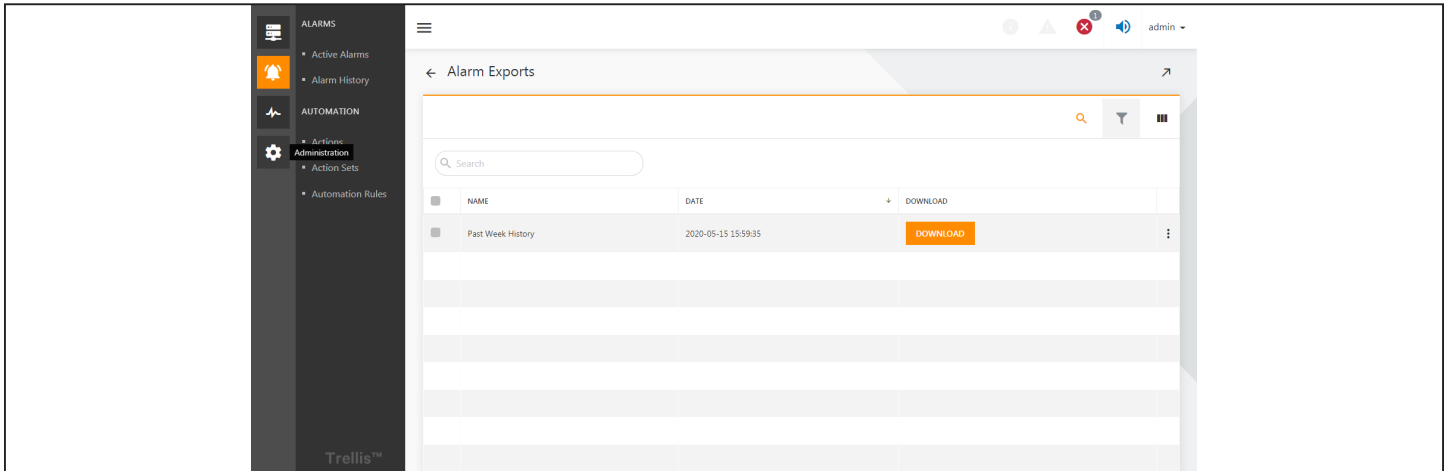 ALARMS
Active Alarms
Alarm History
AUTOMATION
Actions
Administration
Action Sets
Automation Rules
Trellis™
1
admin
Alarm Exports
Search
NAME DATE DOWNLOAD
Past Week History 2020-05-15 15:59:35 DOWNLOAD